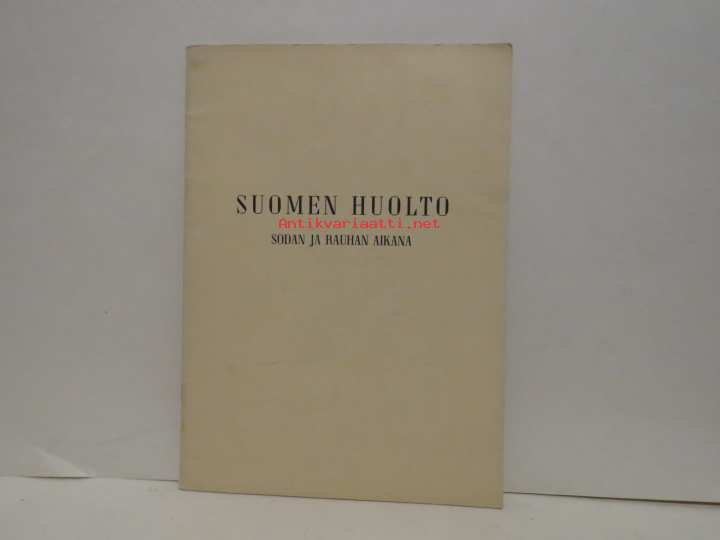 SUOMEN HUOLTO
Antikvariaatti.net
SODAN JA RAUHAN AIKANA